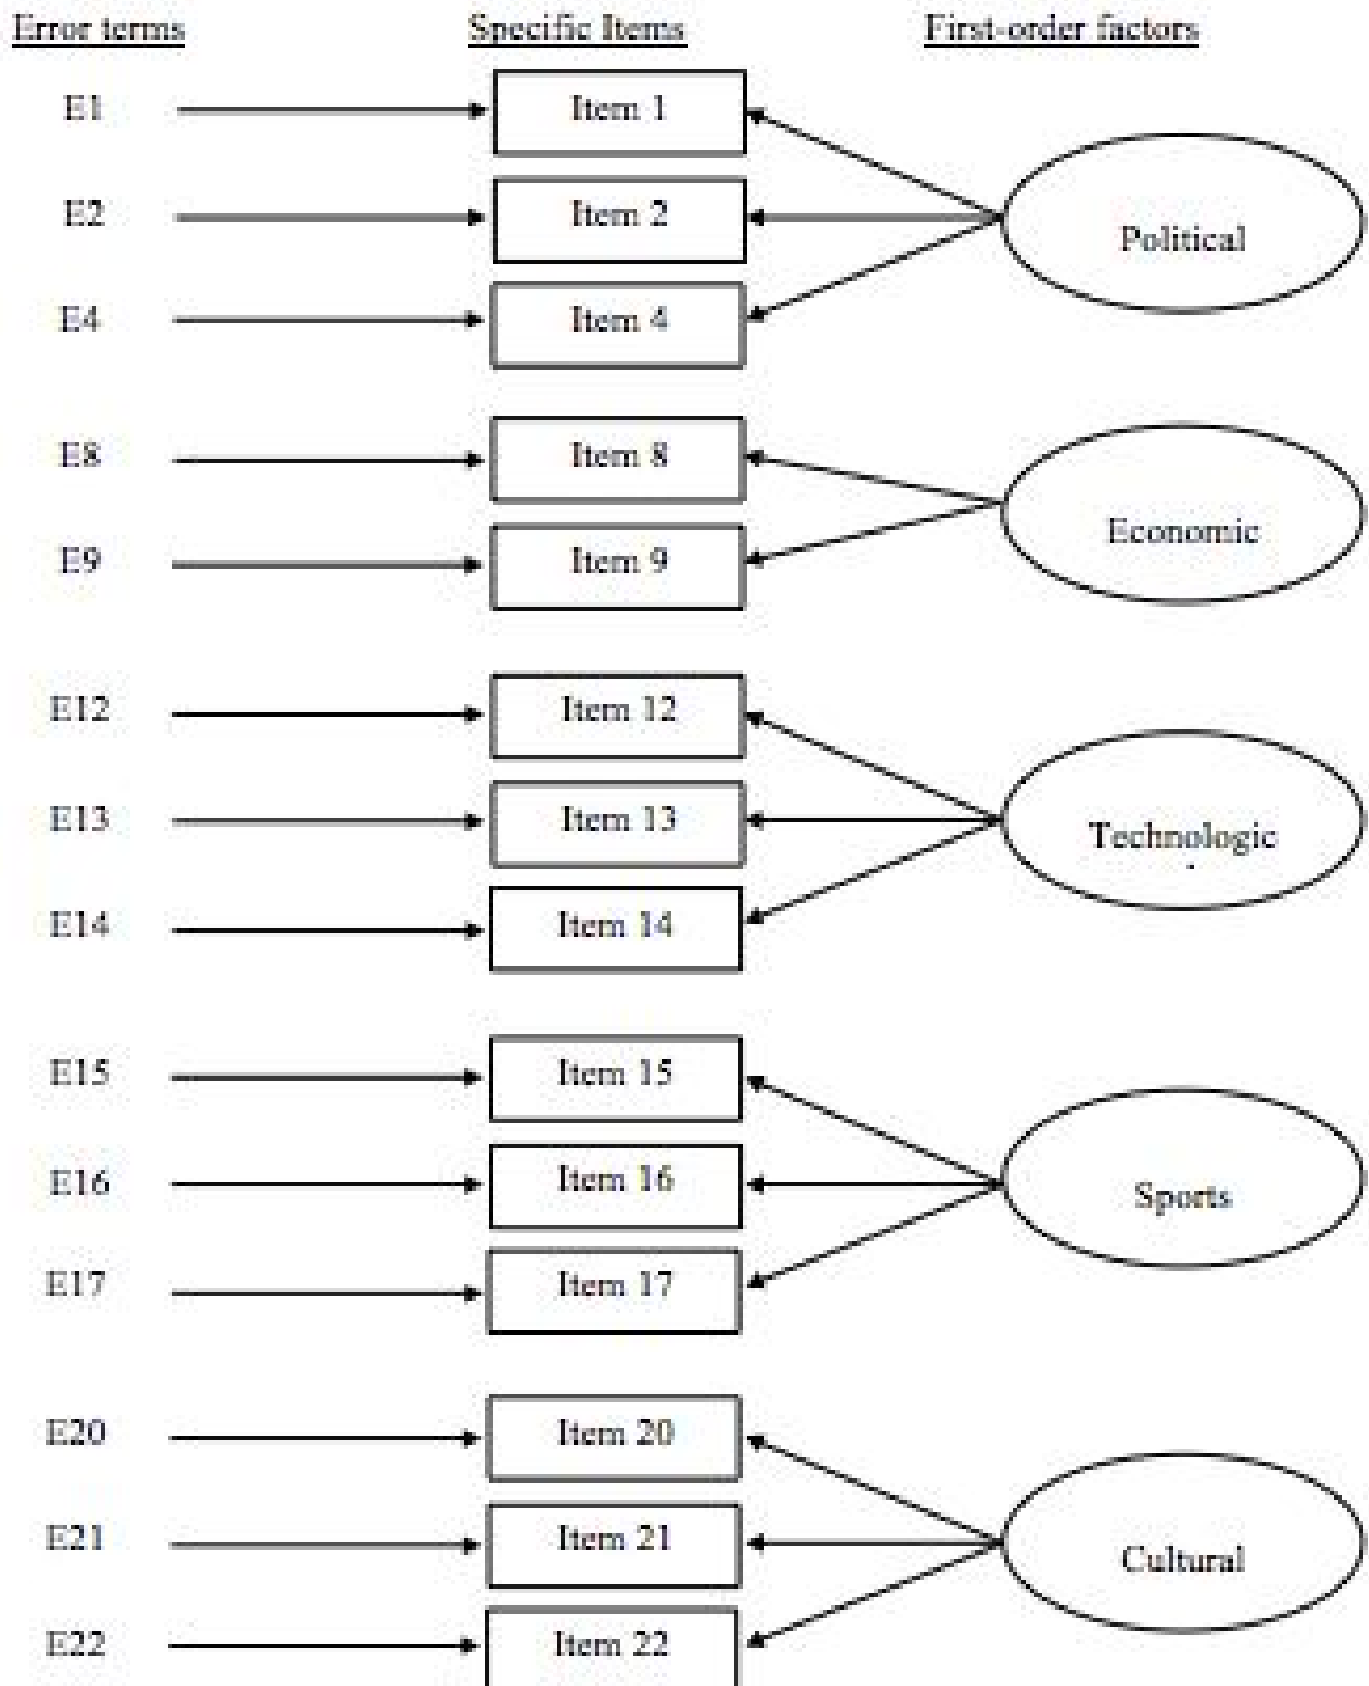 Error terms Specific Items First-order factors
E1 Item 1
E2 Item 2 Political
E4 Item 4
E8 Item 8
Economic
E9 Item 9
E12 Item 12
E13 Item 13 Technologic
E14 Item 14
E15 Item 15
E16 Item 16 Sports
E17 Item 17
E20 Item 20
E21 Item 21 Cultural
E22 Item 22